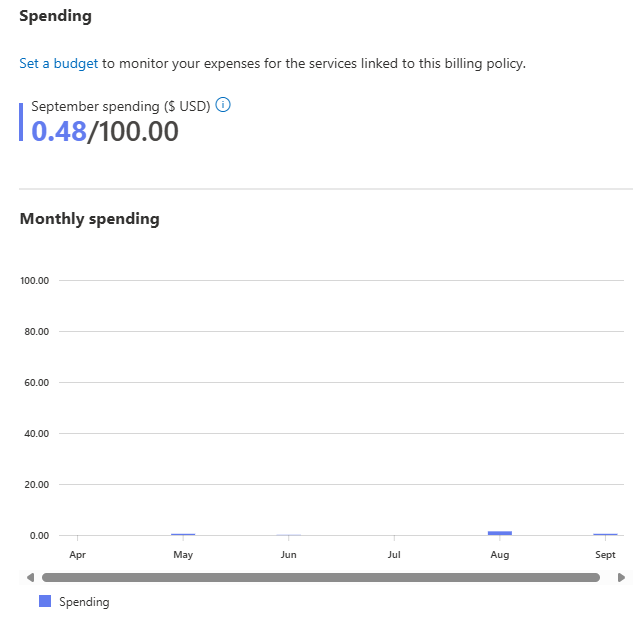 Spending
Set a budget to monitor your expenses for the services linked to this billing policy.
September spending ($ USD)
0.48/100.00
Monthly spending
100.00
80.00
60.00
40.00
20.00
0.00
Apr May Jun Jul Aug Sept
Spending